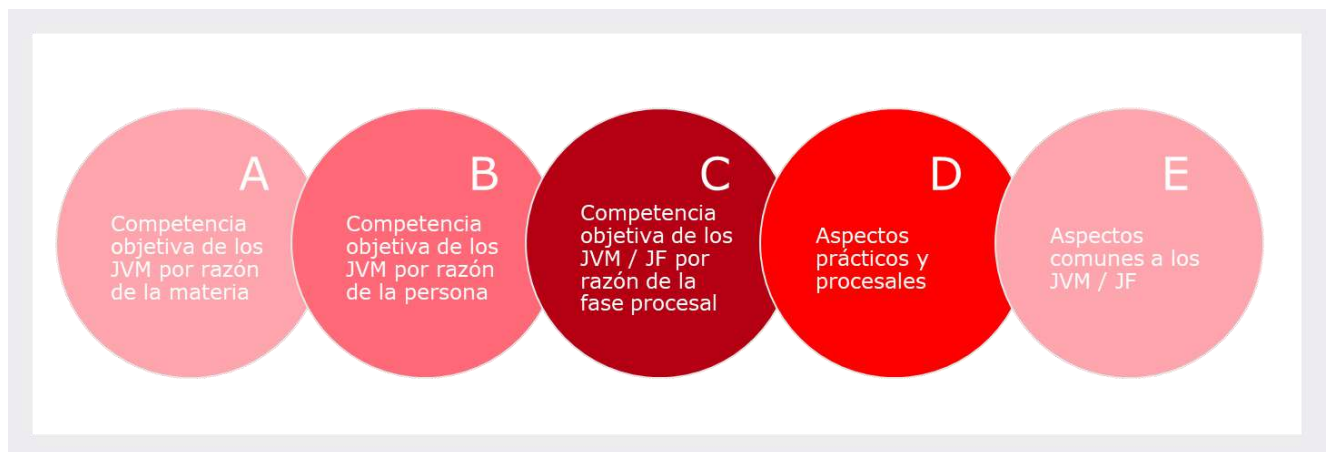 A
Competencia
objetiva de los
JVM por razón
de la materia
B
Competencia
objetiva de los
JVM por razón
de la persona
C
Competencia
objetiva de los
JVM / JF por
razón de la
fase procesal
D
Aspectos
prácticos y
procesales
E
Aspectos
comunes a los
JVM / JF